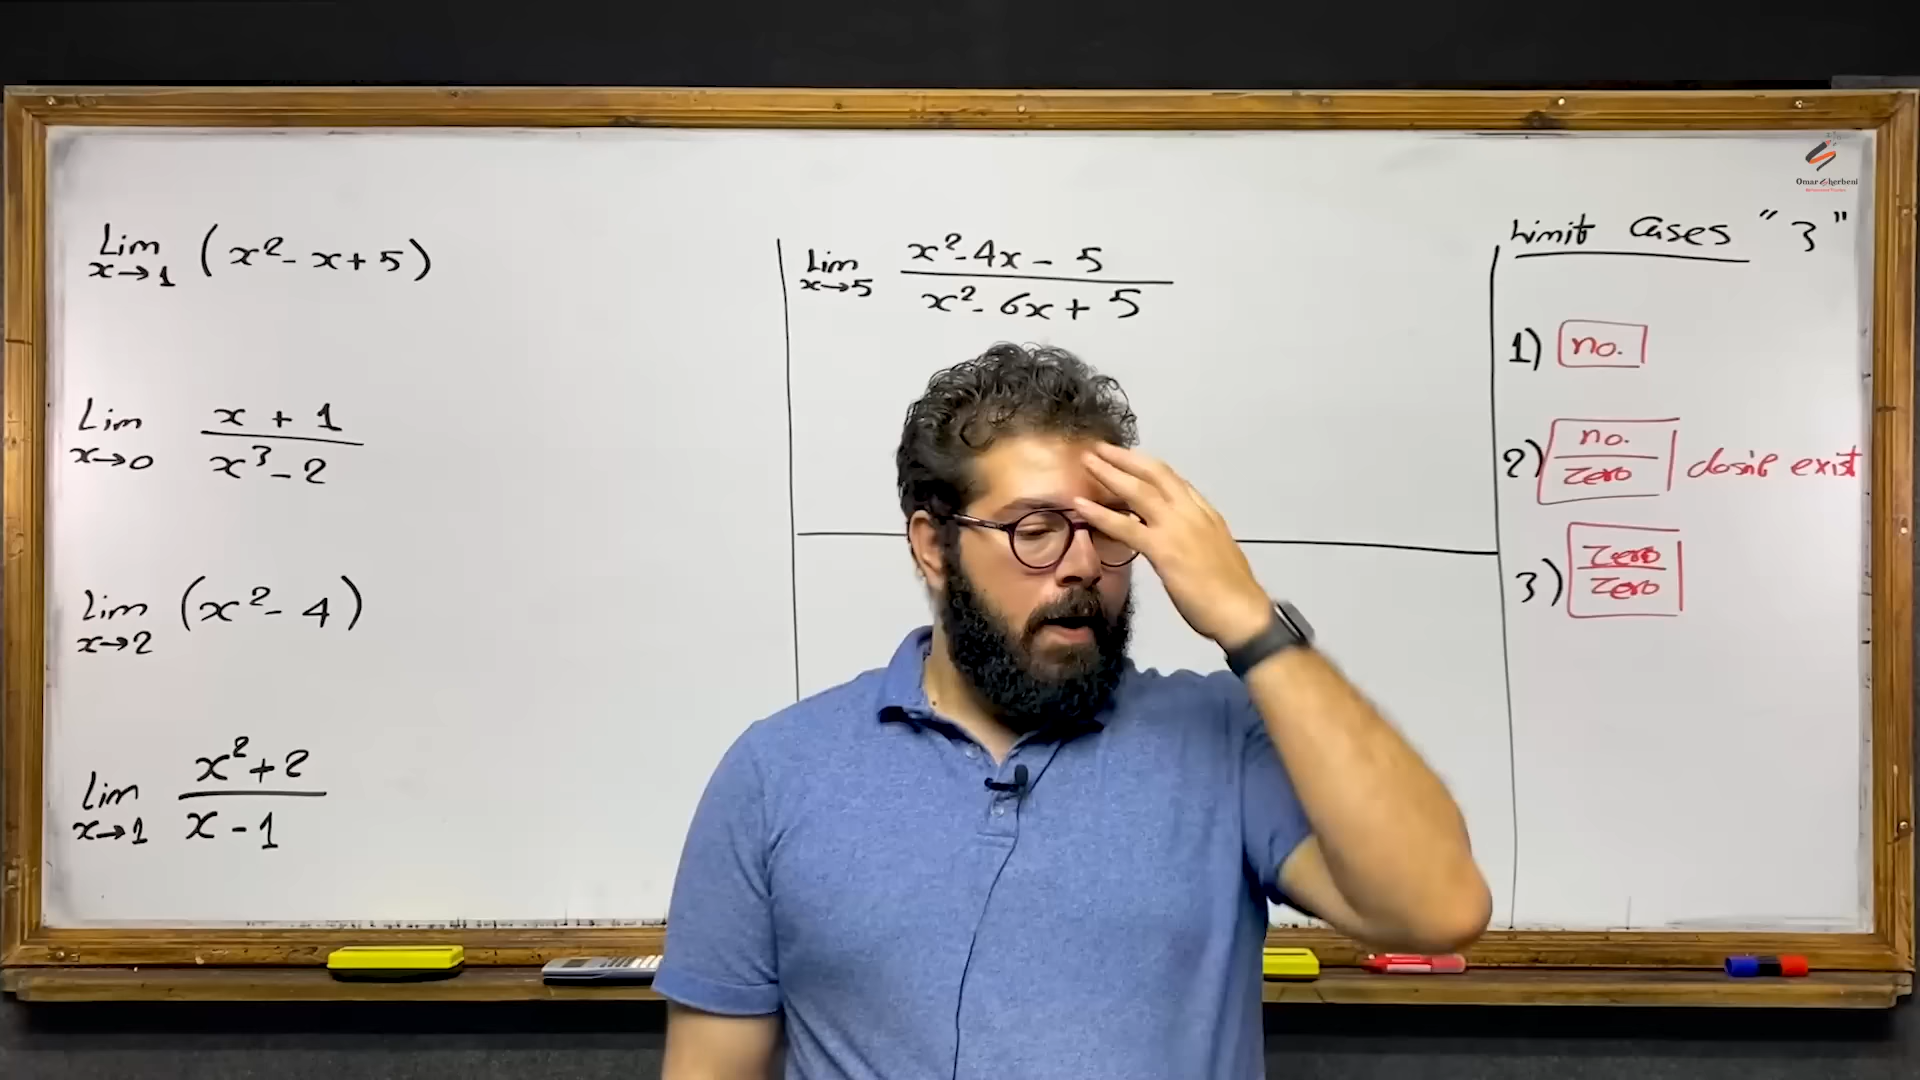 Lim x→1 (x² - x + 5)
Lim x→0 (x + 1)/(x³ - 2)
Lim x→2 (x² - 4)
Lim x→1 (x² + 2)/(x - 1)
Lim x→5 (x² - 4x - 5)/(x² - 6x + 5)
Limit Cases "3"
1) no.
2) no./zero exist
3) zero/zero
Omar Sherbeni